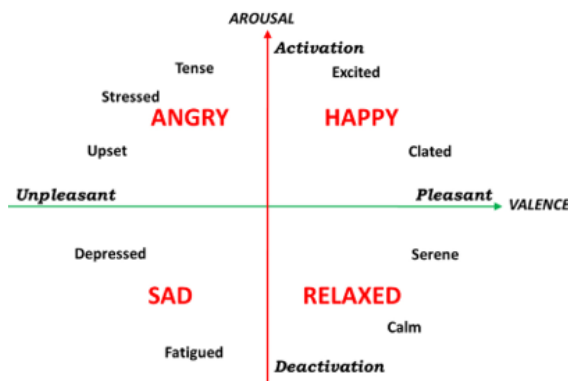 AROUSAL
Activation
Tense
Excited
Stressed
ANGRY
HAPPY
Upset
Clated
Unpleasant
Pleasant
VALENCE
Depressed
Serene
SAD
RELAXED
Calm
Fatigued
Deactivation